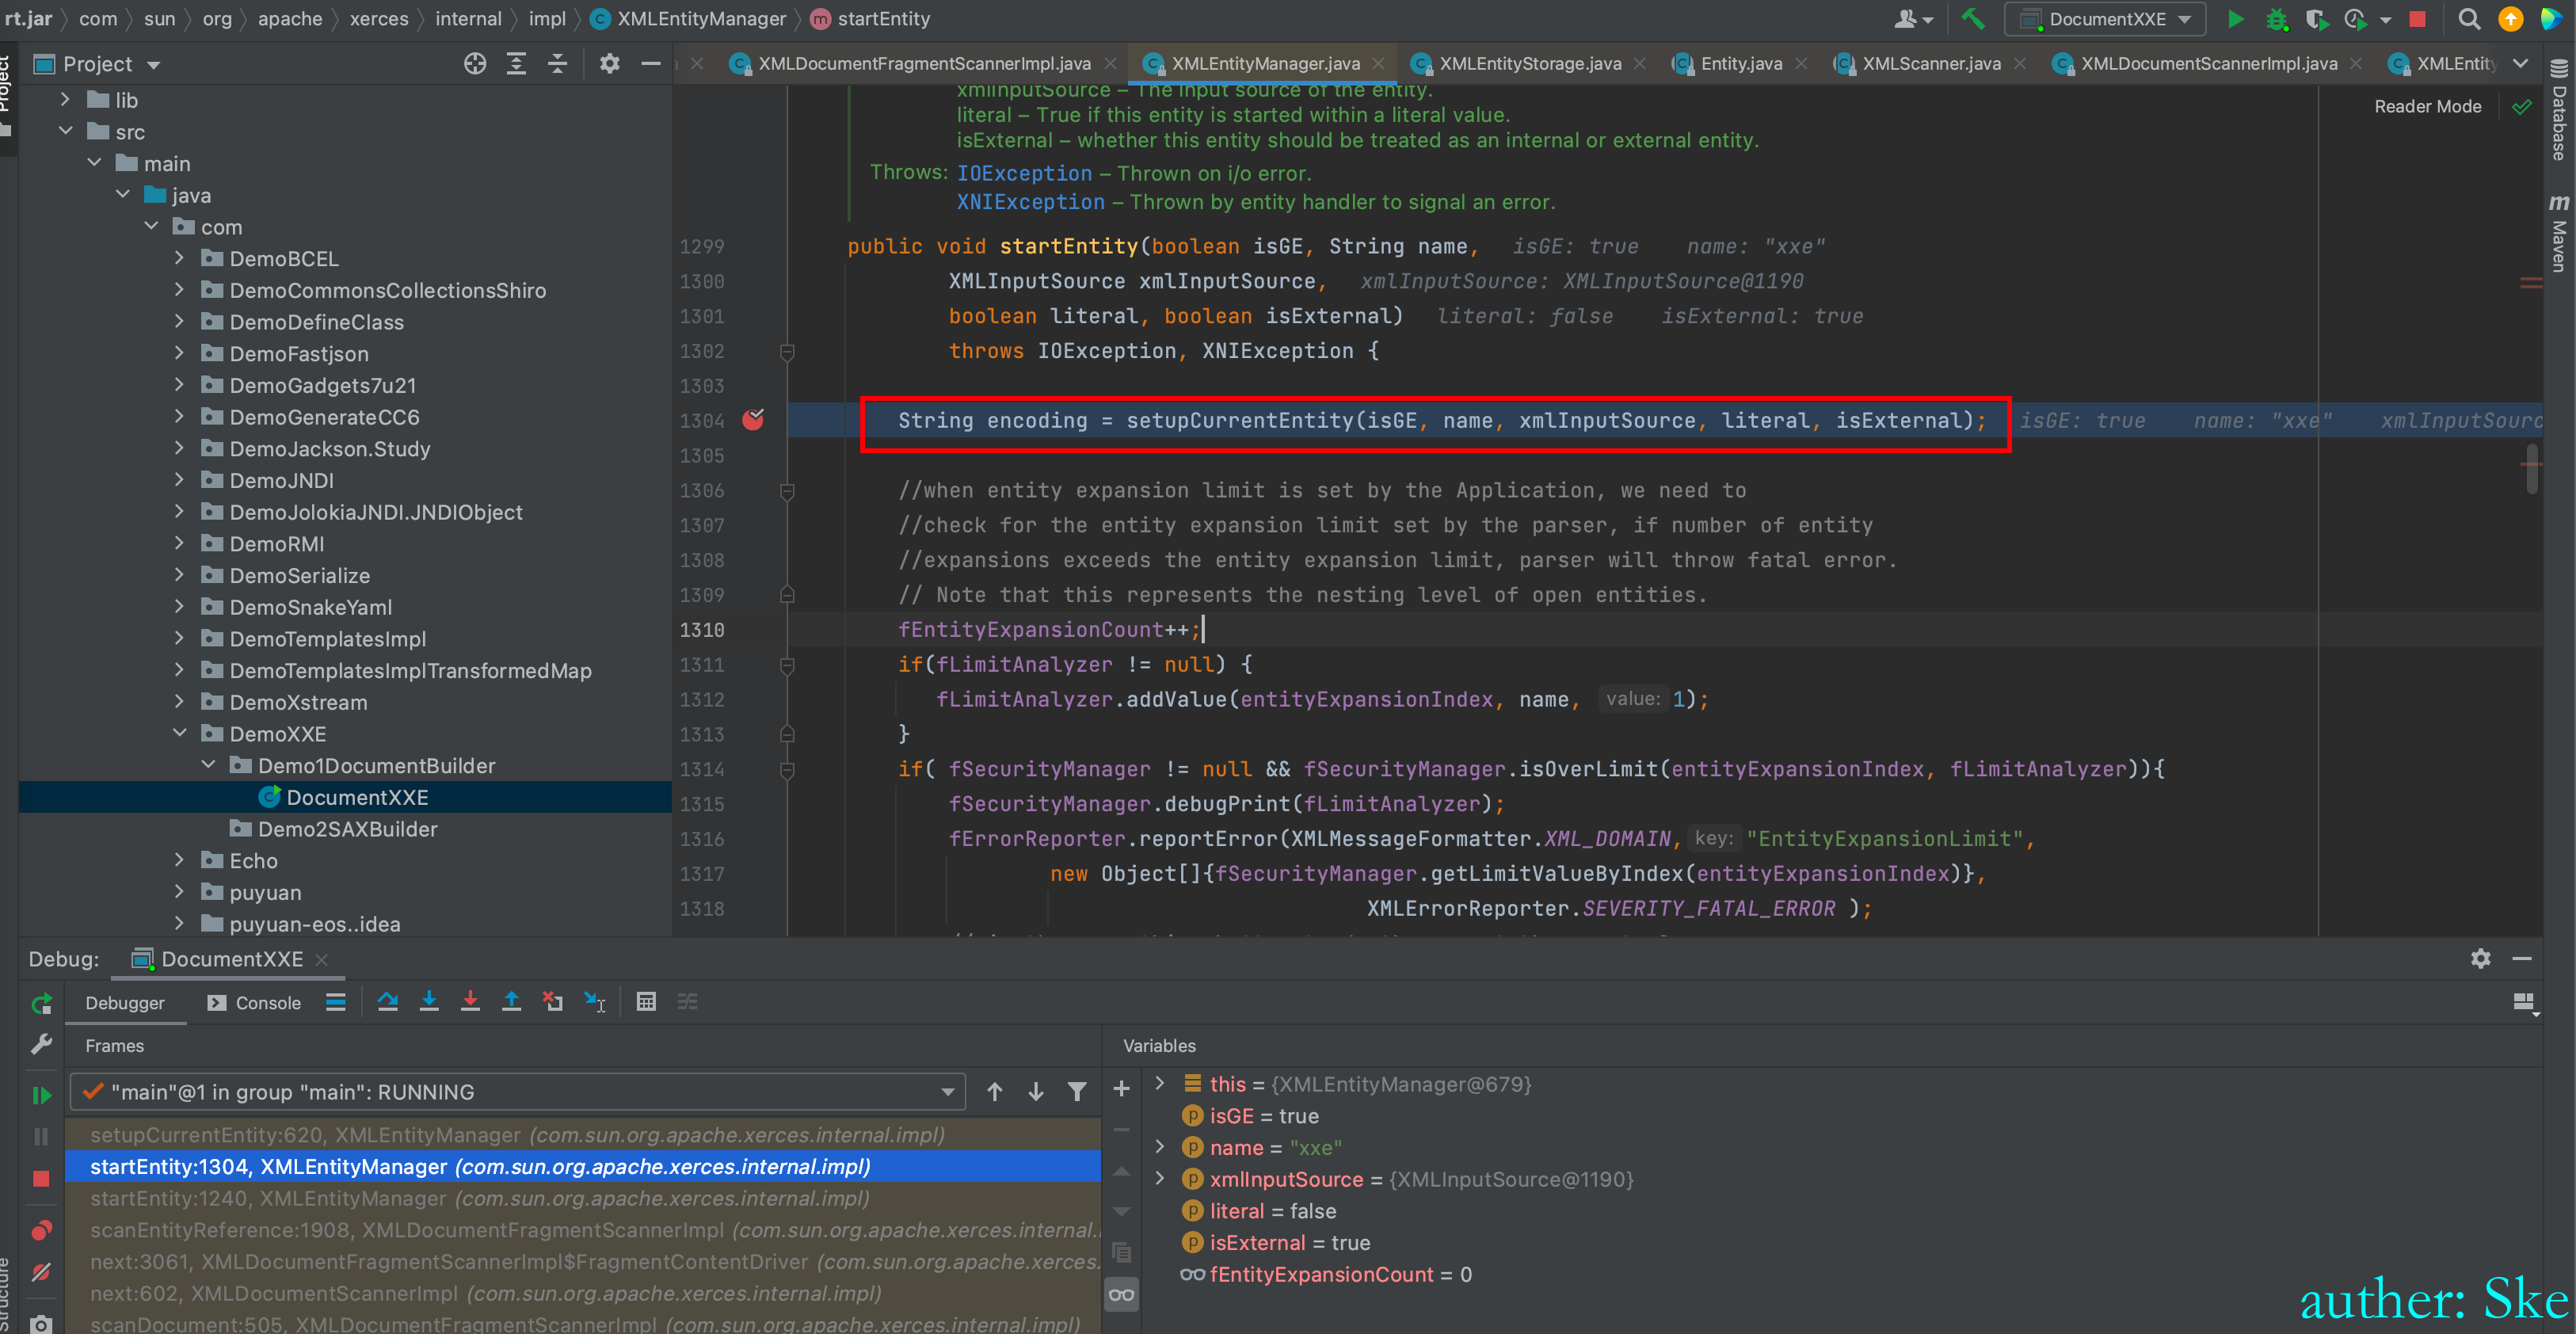 rt.jar com sun org apache xerces internal impl XMLEntityManager startEntity DocumentXXE
Project
XMLDocumentFragmentScannerImpl.java XMLEntityManager.java XMLEntityStorage.java Entity.java XMLScanner.java XMLDocumentScannerImpl.java XMLEntity
Project
lib
src
main
java
com
DemoBCEL
DemoCommonsCollectionsShiro
DemoDefineClass
DemoFastjson
DemoGadgets7u21
DemoGenerateCC6
DemoJackson.Study
DemoJNDI
DemoJolokiaJNDI.JNDIObject
DemoRMI
DemoSerialize
DemoSnakeYaml
DemoTemplatesImpl
DemoTemplatesImplTransformedMap
DemoXstream
DemoXXE
Demo1DocumentBuilder
DocumentXXE
Demo2SAXBuilder
Echo
puyuan
puyuan-eos..idea
Reader Mode
Database
Maven
xmlInputSource – The input source of the entity.
literal – True if this entity is started within a literal value.
isExternal – whether this entity should be treated as an internal or external entity.
Throws: IOException – Thrown on i/o error.
XNIException – Thrown by entity handler to signal an error.
1299 public void startEntity(boolean isGE, String name, isGE: true name: "xxe"
1300 XMLInputSource xmlInputSource, xmlInputSource: XMLInputSource@1190
1301 boolean literal, boolean isExternal) literal: false isExternal: true
1302 throws IOException, XNIException {
1303
1304 String encoding = setupCurrentEntity(isGE, name, xmlInputSource, literal, isExternal); isGE: true name: "xxe" xmlInputSourc
1305
1306 //when entity expansion limit is set by the Application, we need to
1307 //check for the entity expansion limit set by the parser, if number of entity
1308 //expansions exceeds the entity expansion limit, parser will throw fatal error.
1309 // Note that this represents the nesting level of open entities.
1310 fEntityExpansionCount++;
1311 if(fLimitAnalyzer != null) {
1312 fLimitAnalyzer.addValue(entityExpansionIndex, name, value: 1);
1313 }
1314 if( fSecurityManager != null && fSecurityManager.isOverLimit(entityExpansionIndex, fLimitAnalyzer)){
1315 fSecurityManager.debugPrint(fLimitAnalyzer);
1316 fErrorReporter.reportError(XMLMessageFormatter.XML_DOMAIN, key: "EntityExpansionLimit",
1317 new Object[]{fSecurityManager.getLimitValueByIndex(entityExpansionIndex)},
1318 XMLErrorReporter.SEVERITY_FATAL_ERROR );
Debug: DocumentXXE
Debugger Console
Frames
"main"@1 in group "main": RUNNING
setupCurrentEntity:620, XMLEntityManager (com.sun.org.apache.xerces.internal.impl)
startEntity:1304, XMLEntityManager (com.sun.org.apache.xerces.internal.impl)
startEntity:1240, XMLEntityManager (com.sun.org.apache.xerces.internal.impl)
scanEntityReference:1908, XMLDocumentFragmentScannerImpl (com.sun.org.apache.xerces.internal.
next:3061, XMLDocumentFragmentScannerImpl$FragmentContentDriver (com.sun.org.apache.xerces.
next:602, XMLDocumentScannerImpl (com.sun.org.apache.xerces.internal.impl)
scanDocument:505, XMLDocumentFragmentScannerImpl (com.sun.org.apache.xerces.internal.impl)
Structure
Variables
this = {XMLEntityManager@679}
isGE = true
name = "xxe"
xmlInputSource = {XMLInputSource@1190}
literal = false
isExternal = true
fEntityExpansionCount = 0
auther: Ske